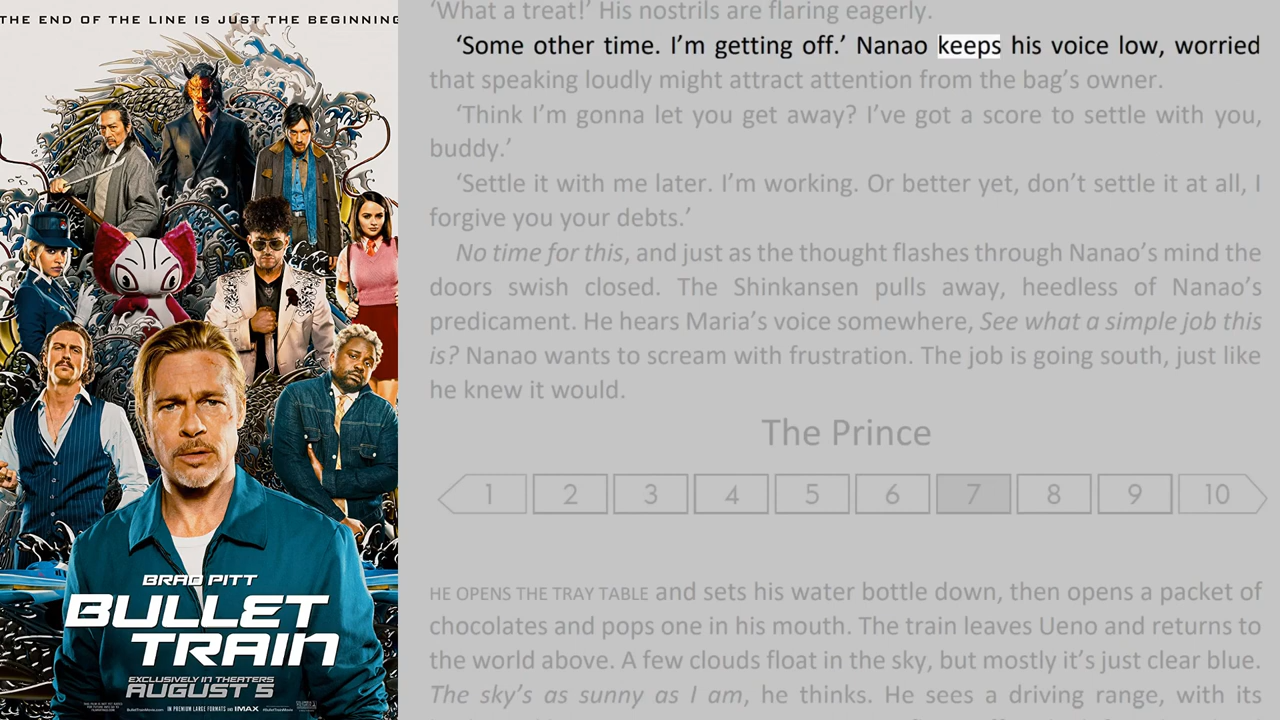 THE END OF THE LINE IS JUST THE BEGINNING
BRAD PITT
BULLET
TRAIN
EXCLUSIVELY IN THEATERS
AUGUST 5
BulletTrainMovie.com
IN PREMIUM LARGE FORMATS and IMAX
#BulletTrainMovie
‘What a treat!’ His nostrils are flaring eagerly.
‘Some other time. I’m getting off.’ Nanao keeps his voice low, worried
that speaking loudly might attract attention from the bag’s owner.
‘Think I’m gonna let you get away? I’ve got a score to settle with you,
buddy.’
‘Settle it with me later. I’m working. Or better yet, don’t settle it at all, I
forgive you your debts.’
No time for this, and just as the thought flashes through Nanao’s mind the
doors swish closed. The Shinkansen pulls away, heedless of Nanao’s
predicament. He hears Maria’s voice somewhere, See what a simple job this
is? Nanao wants to scream with frustration. The job is going south, just like
he knew it would.
The Prince
1 2 3 4 5 6 7 8 9 10
HE OPENS THE TRAY TABLE and sets his water bottle down, then opens a packet of
chocolates and pops one in his mouth. The train leaves Ueno and returns to
the world above. A few clouds float in the sky, but mostly it’s just clear blue.
The sky’s as sunny as I am, he thinks. He sees a driving range, with its